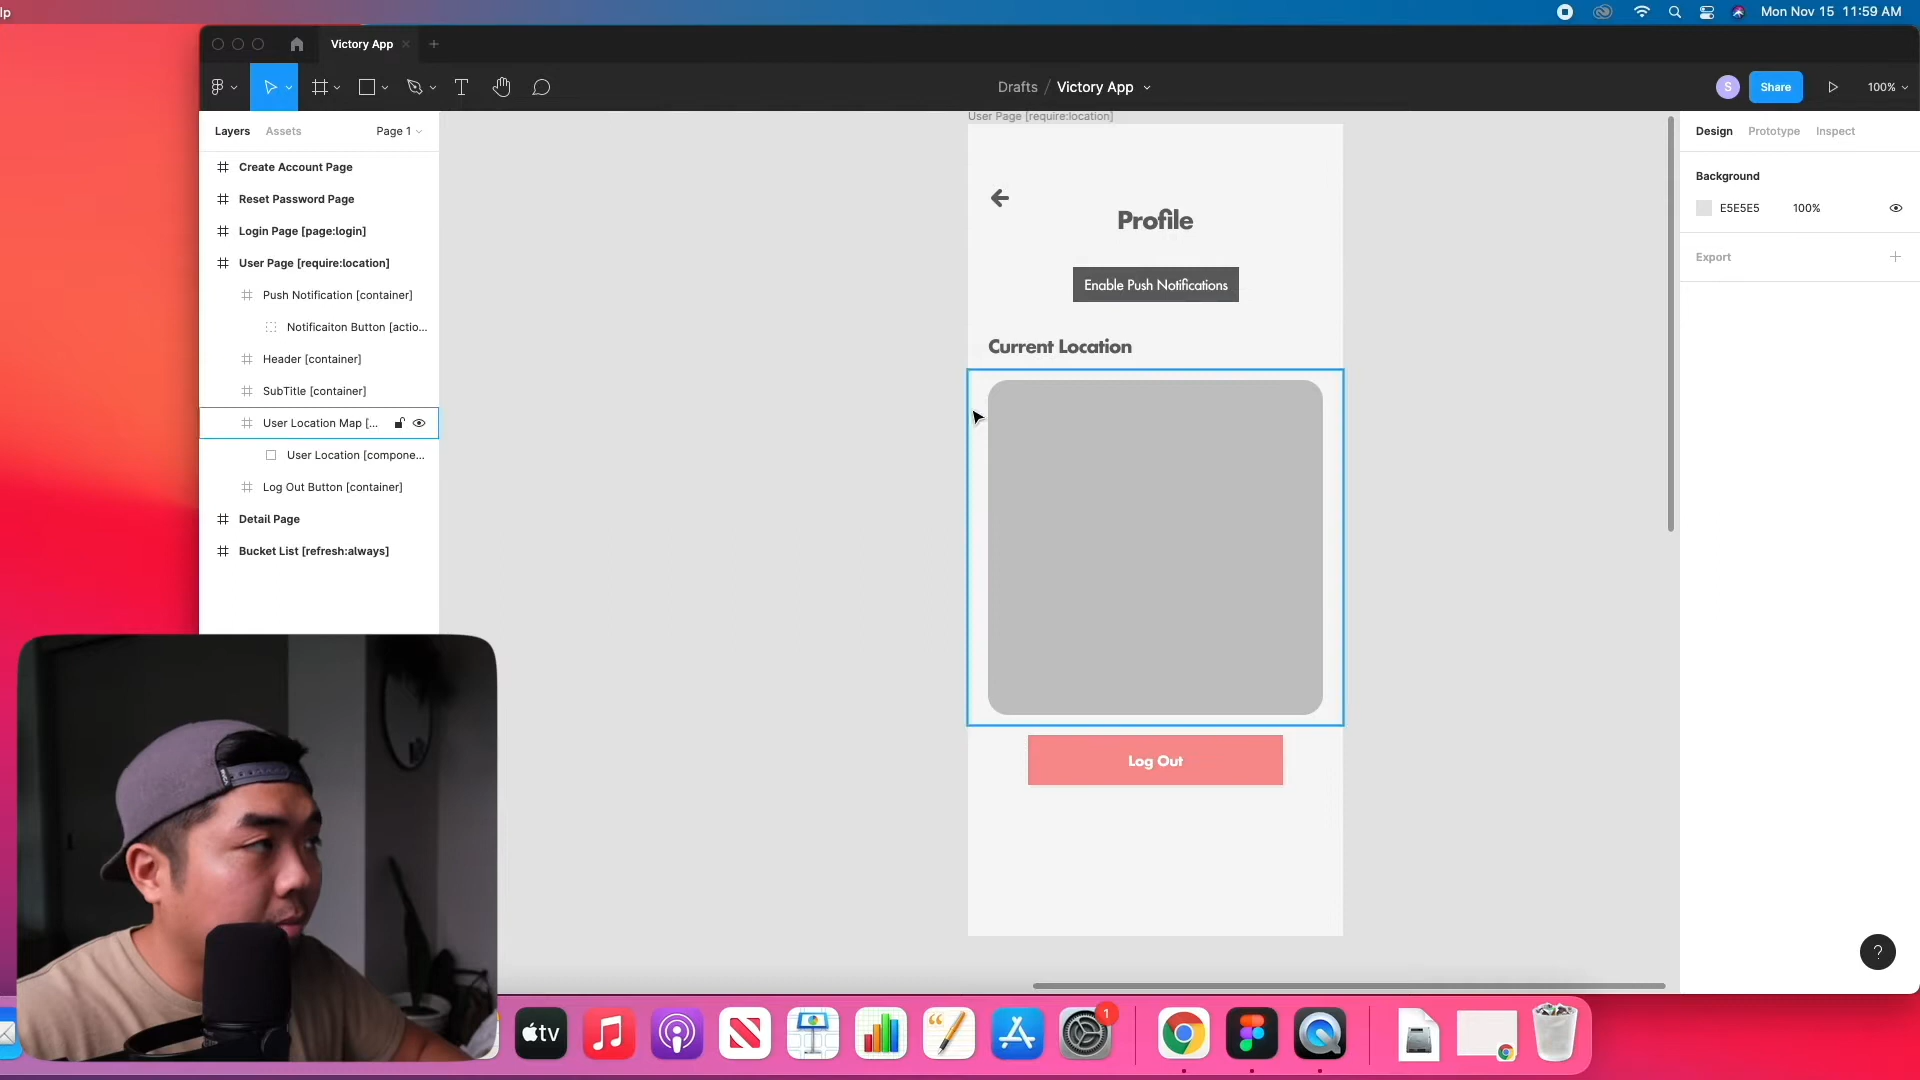 lp
Mon Nov 15 11:59 AM
Victory App
Drafts / Victory App
S
Share
100%
Layers
Assets
Page 1
Create Account Page
Reset Password Page
Login Page [page:login]
User Page [require:location]
Push Notification [container]
Notificaiton Button [actio...
Header [container]
SubTitle [container]
User Location Map [...
User Location [compone...
Log Out Button [container]
Detail Page
Bucket List [refresh:always]
User Page [require:location]
Profile
Enable Push Notifications
Current Location
Log Out
Design
Prototype
Inspect
Background
E5E5E5
100%
Export
?
tv
1